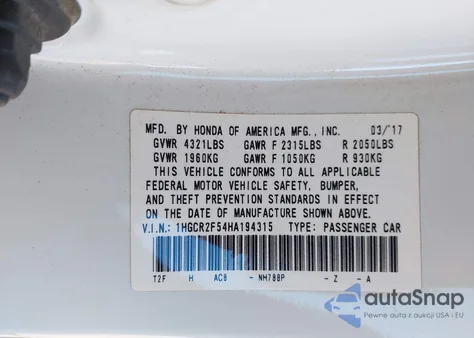 MFD. BY HONDA OF AMERICA MFG., INC. 03/'17
GVWR 4321LBS GAWR F 2315LBS R 2050LBS
GVWR 1960KG GAWR F 1050KG R 930KG
THIS VEHICLE CONFORMS TO ALL APPLICABLE
FEDERAL MOTOR VEHICLE SAFETY, BUMPER,
AND THEFT PREVENTION STANDARDS IN EFFECT
ON THE DATE OF MANUFACTURE SHOWN ABOVE.
V.I.N.: 1HGCR2F54HA194315 TYPE: PASSENGER CAR
T2F H AC8 - NH788P - Z - A
autoSnap
Pewne auta z aukcji USA i EU